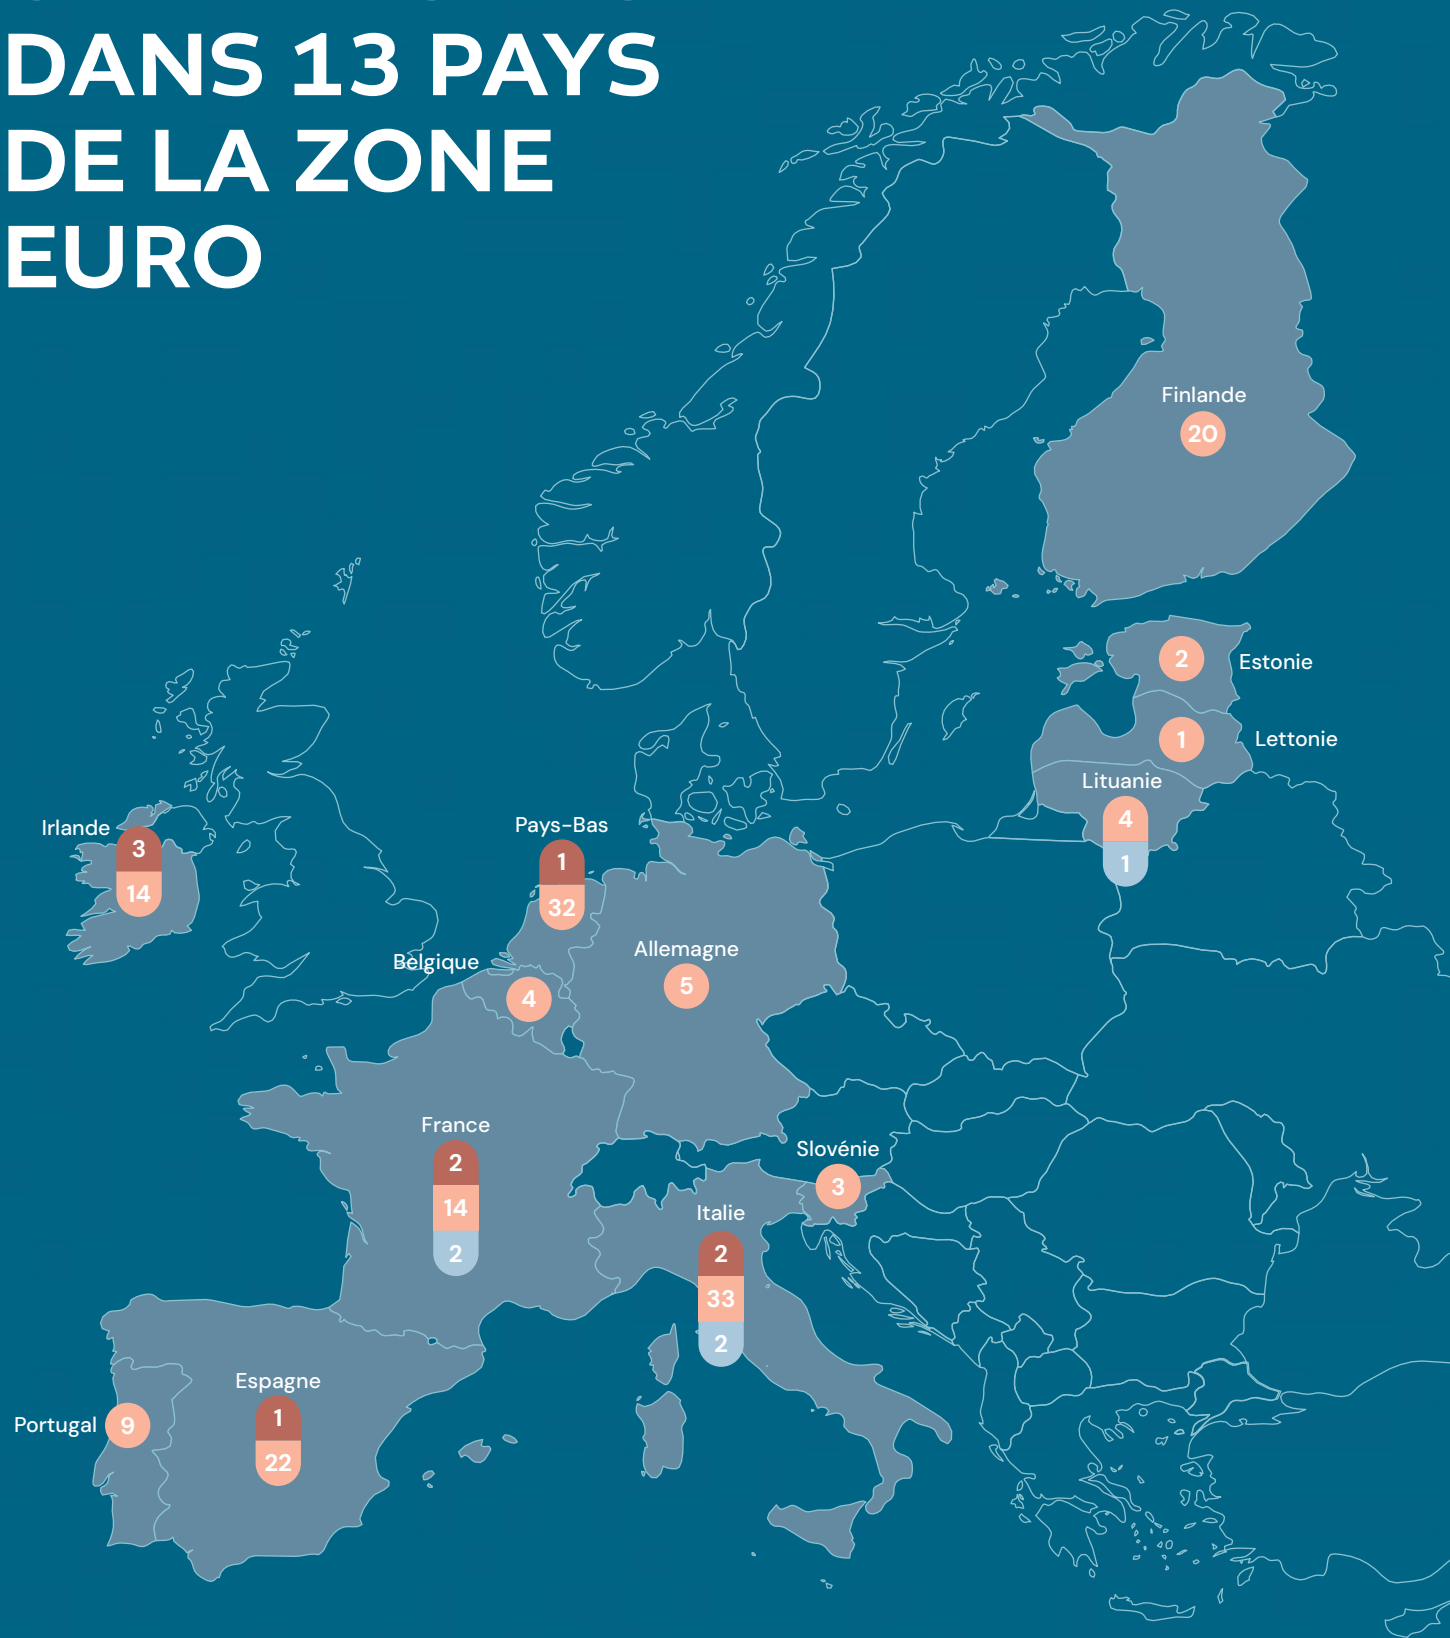 DANS 13 PAYS
DE LA ZONE
EURO
Finlande
20
2
Estonie
1
Lettonie
Lituanie
4
1
Irlande
3
14
Pays-Bas
1
32
Belgique
4
Allemagne
5
France
2
14
2
Slovénie
3
Italie
2
33
2
Espagne
1
22
Portugal
9